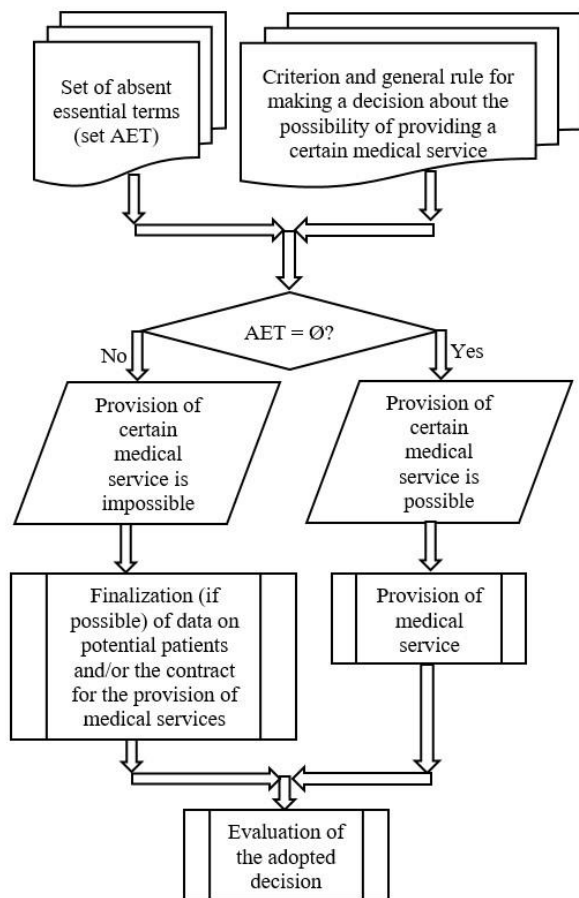 Set of absent
essential terms
(set AET)
Criterion and general rule for
making a decision about the
possibility of providing a
certain medical service
AET = Ø?
No
Yes
Provision of
certain
medical
service is
impossible
Provision of
certain
medical
service is
possible
Finalization (if
possible) of data on
potential patients
and/or the contract
for the provision of
medical services
Provision of
medical
service
Evaluation of
the adopted
decision